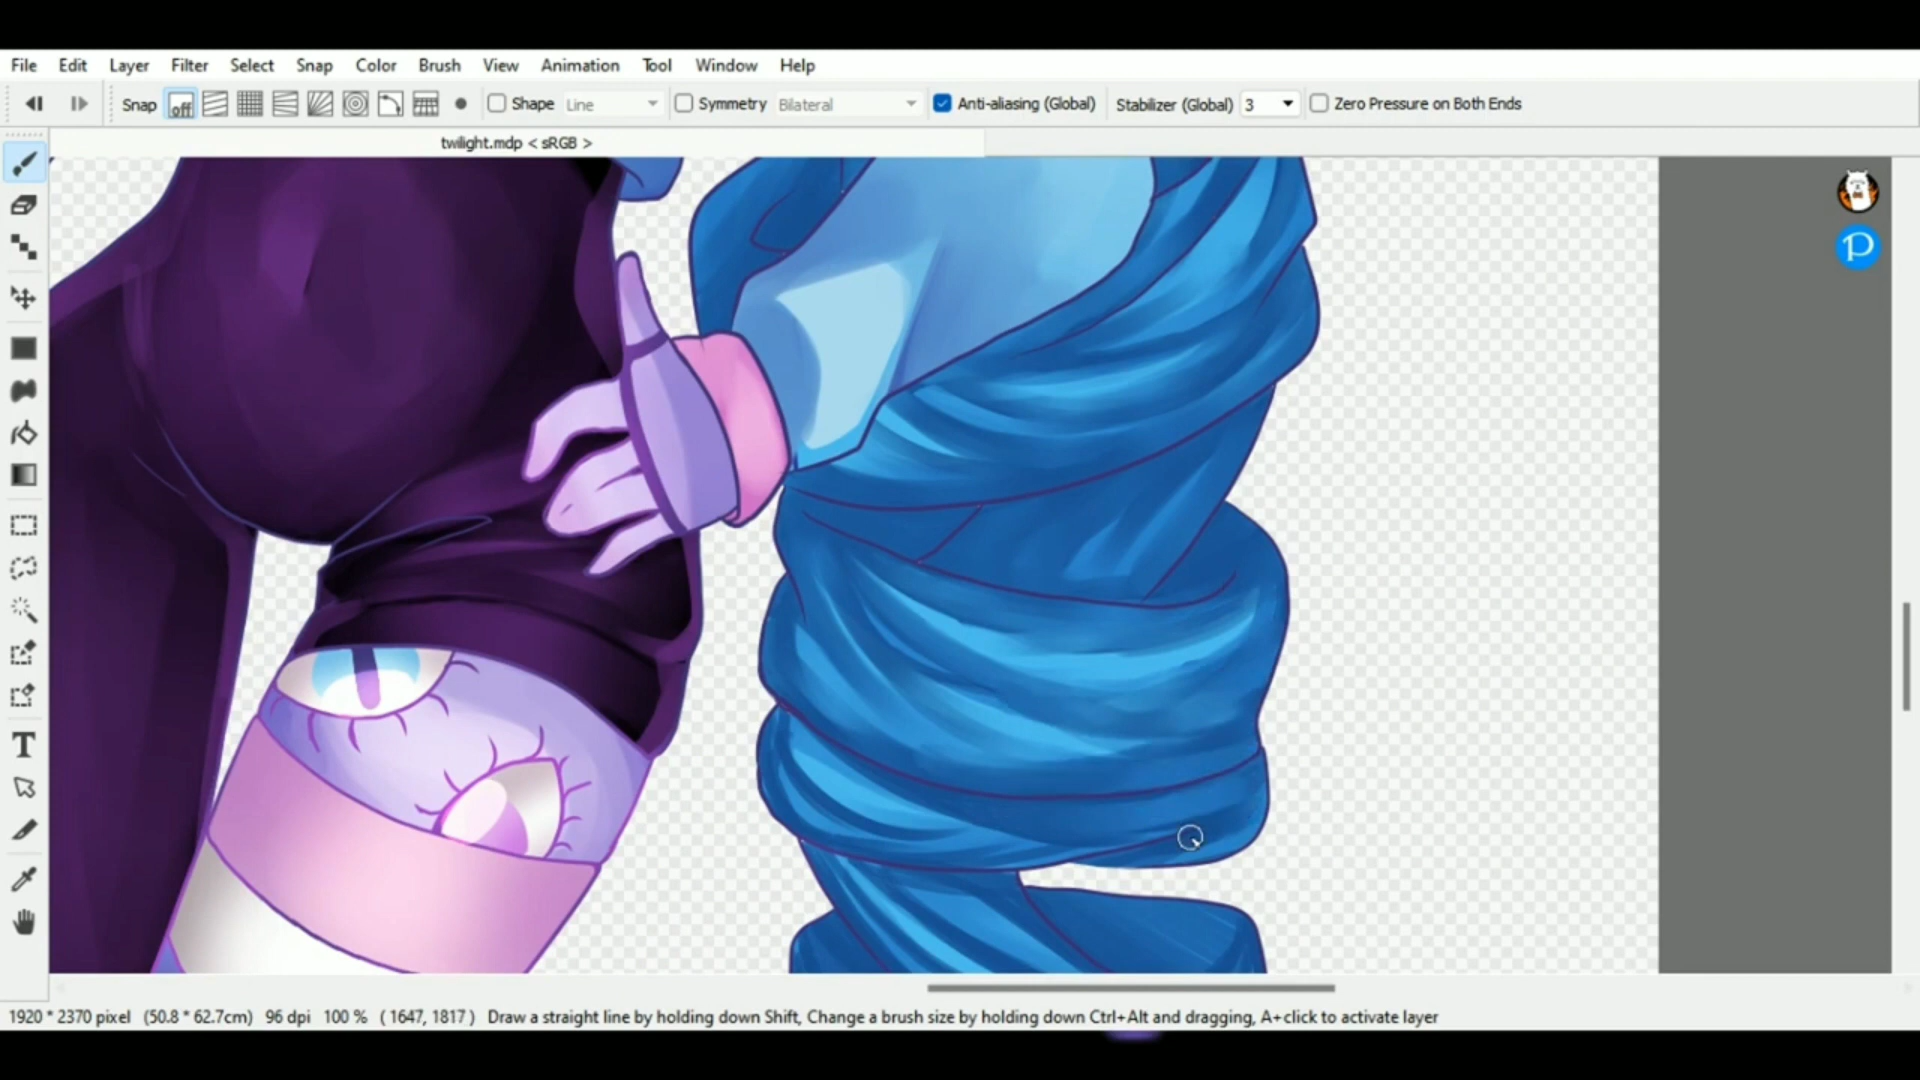 File Edit Layer Filter Select Snap Color Brush View Animation Tool Window Help
Snap off Shape Line Symmetry Bilateral Anti-aliasing (Global) Stabilizer (Global) 3 Zero Pressure on Both Ends
twilight.mdp < sRGB >
T
P
1920 * 2370 pixel (50.8 * 62.7cm) 96 dpi 100 % ( 1647, 1817 ) Draw a straight line by holding down Shift, Change a brush size by holding down Ctrl+Alt and dragging, A+click to activate layer